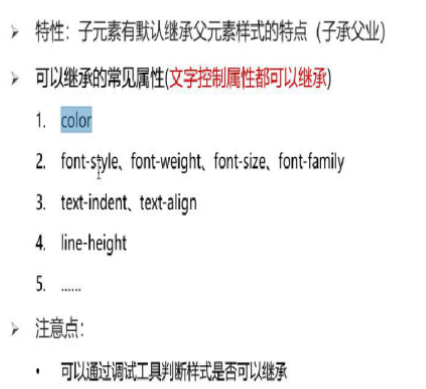 ➢ 特性：子元素有默认继承父元素样式的特点（子承父业）
➢ 可以继承的常见属性(文字控制属性都可以继承)
1. color
2. font-style、font-weight、font-size、font-family
3. text-indent、text-align
4. line-height
5. ......
➢ 注意点：
• 可以通过调试工具判断样式是否可以继承